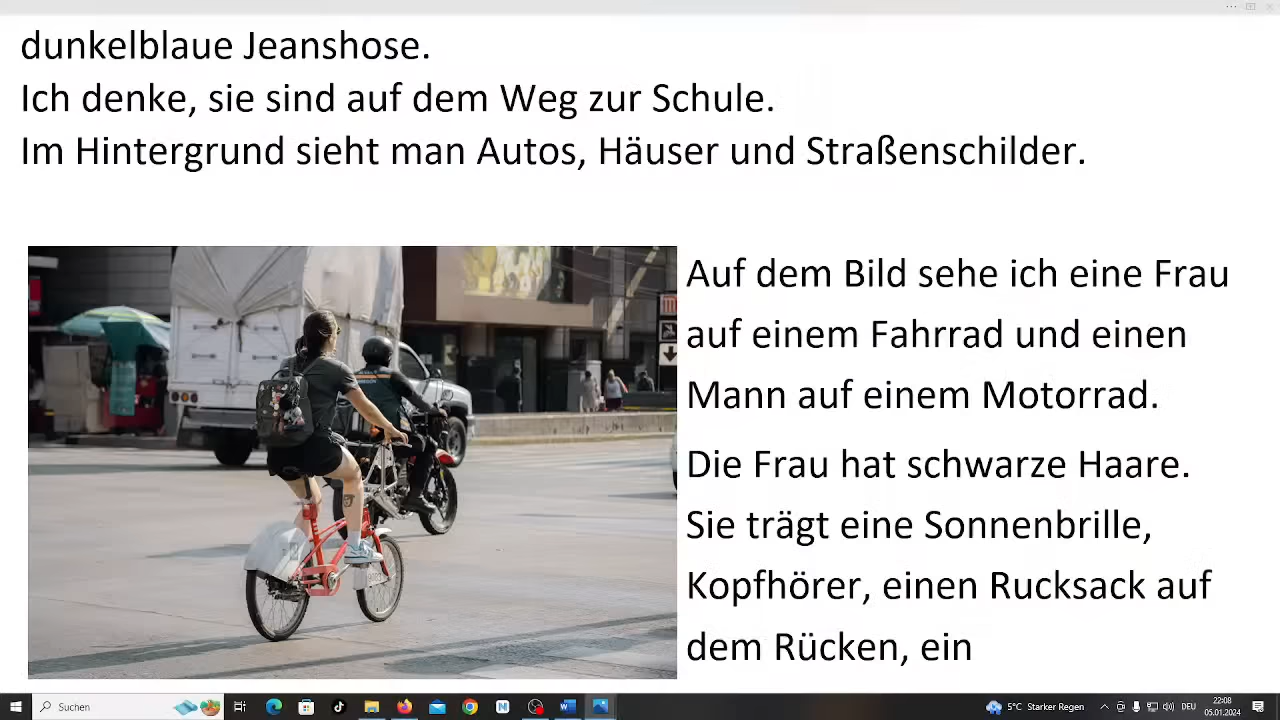 dunkelblaue Jeanshose.
Ich denke, sie sind auf dem Weg zur Schule.
Im Hintergrund sieht man Autos, Häuser und Straßenschilder.
Auf dem Bild sehe ich eine Frau
auf einem Fahrrad und einen
Mann auf einem Motorrad.
Die Frau hat schwarze Haare.
Sie trägt eine Sonnenbrille,
Kopfhörer, einen Rucksack auf
dem Rücken, ein
Suchen
5°C Starker Regen
DEU
22:08
05.01.2024